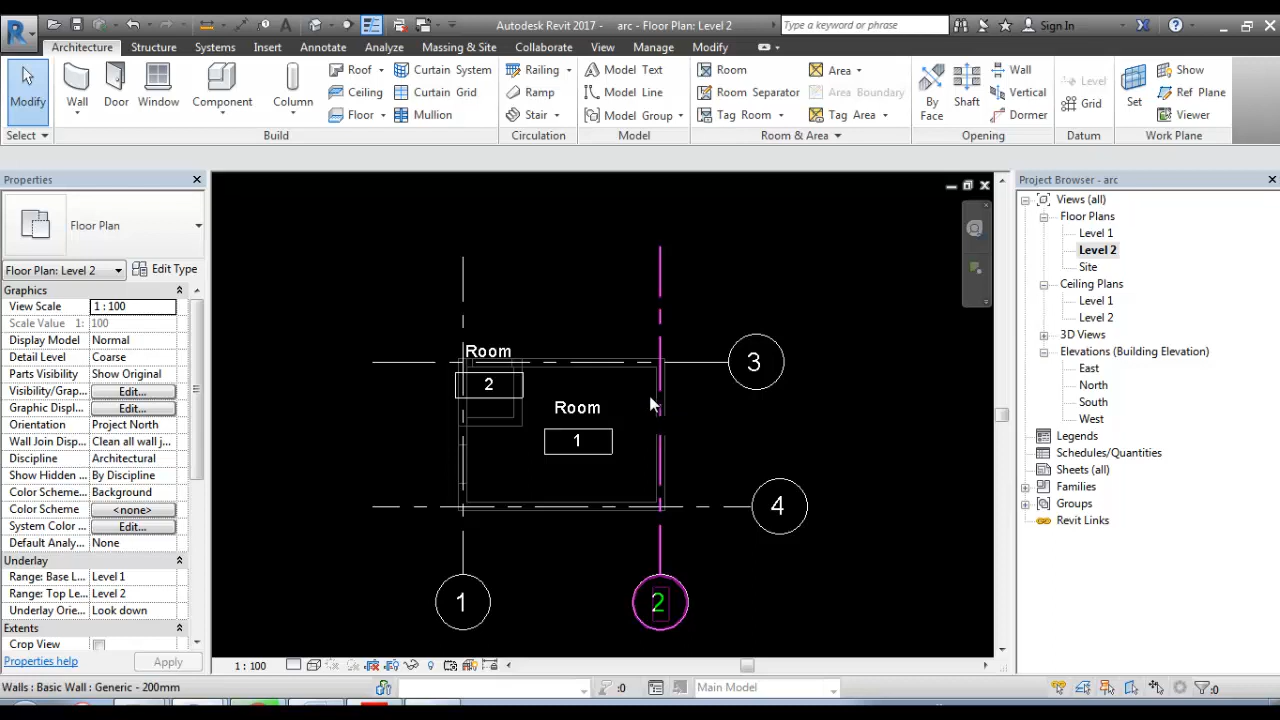 Autodesk Revit 2017 - arc - Floor Plan: Level 2
Type a keyword or phrase
Sign In
Architecture Structure Systems Insert Annotate Analyze Massing & Site Collaborate View Manage Modify
Modify
Wall
Door
Window
Component
Column
Roof
Ceiling
Floor
Curtain System
Curtain Grid
Mullion
Railing
Ramp
Stair
Model Text
Model Line
Model Group
Room
Room Separator
Tag Room
Area
Area Boundary
Tag Area
By Face
Shaft
Wall
Vertical
Dormer
Level
Grid
Set
Show
Ref Plane
Viewer
Select
Build
Circulation
Model
Room & Area
Opening
Datum
Work Plane
Properties
Floor Plan
Floor Plan: Level 2
Edit Type
Graphics
View Scale 1 : 100
Scale Value 1: 100
Display Model Normal
Detail Level Coarse
Parts Visibility Show Original
Visibility/Grap... Edit...
Graphic Displ... Edit...
Orientation Project North
Wall Join Disp... Clean all wall j...
Discipline Architectural
Show Hidden ... By Discipline
Color Scheme... Background
Color Scheme <none>
System Color ... Edit...
Default Analy... None
Underlay
Range: Base L... Level 1
Range: Top Le... Level 2
Underlay Orie... Look down
Extents
Crop View
Properties help
Apply
Room
2
Room
1
3
4
1
2
1 : 100
Project Browser - arc
Views (all)
Floor Plans
Level 1
Level 2
Site
Ceiling Plans
Level 1
Level 2
3D Views
Elevations (Building Elevation)
East
North
South
West
Legends
Schedules/Quantities
Sheets (all)
Families
Groups
Revit Links
Walls : Basic Wall : Generic - 200mm
:0
Main Model
:0